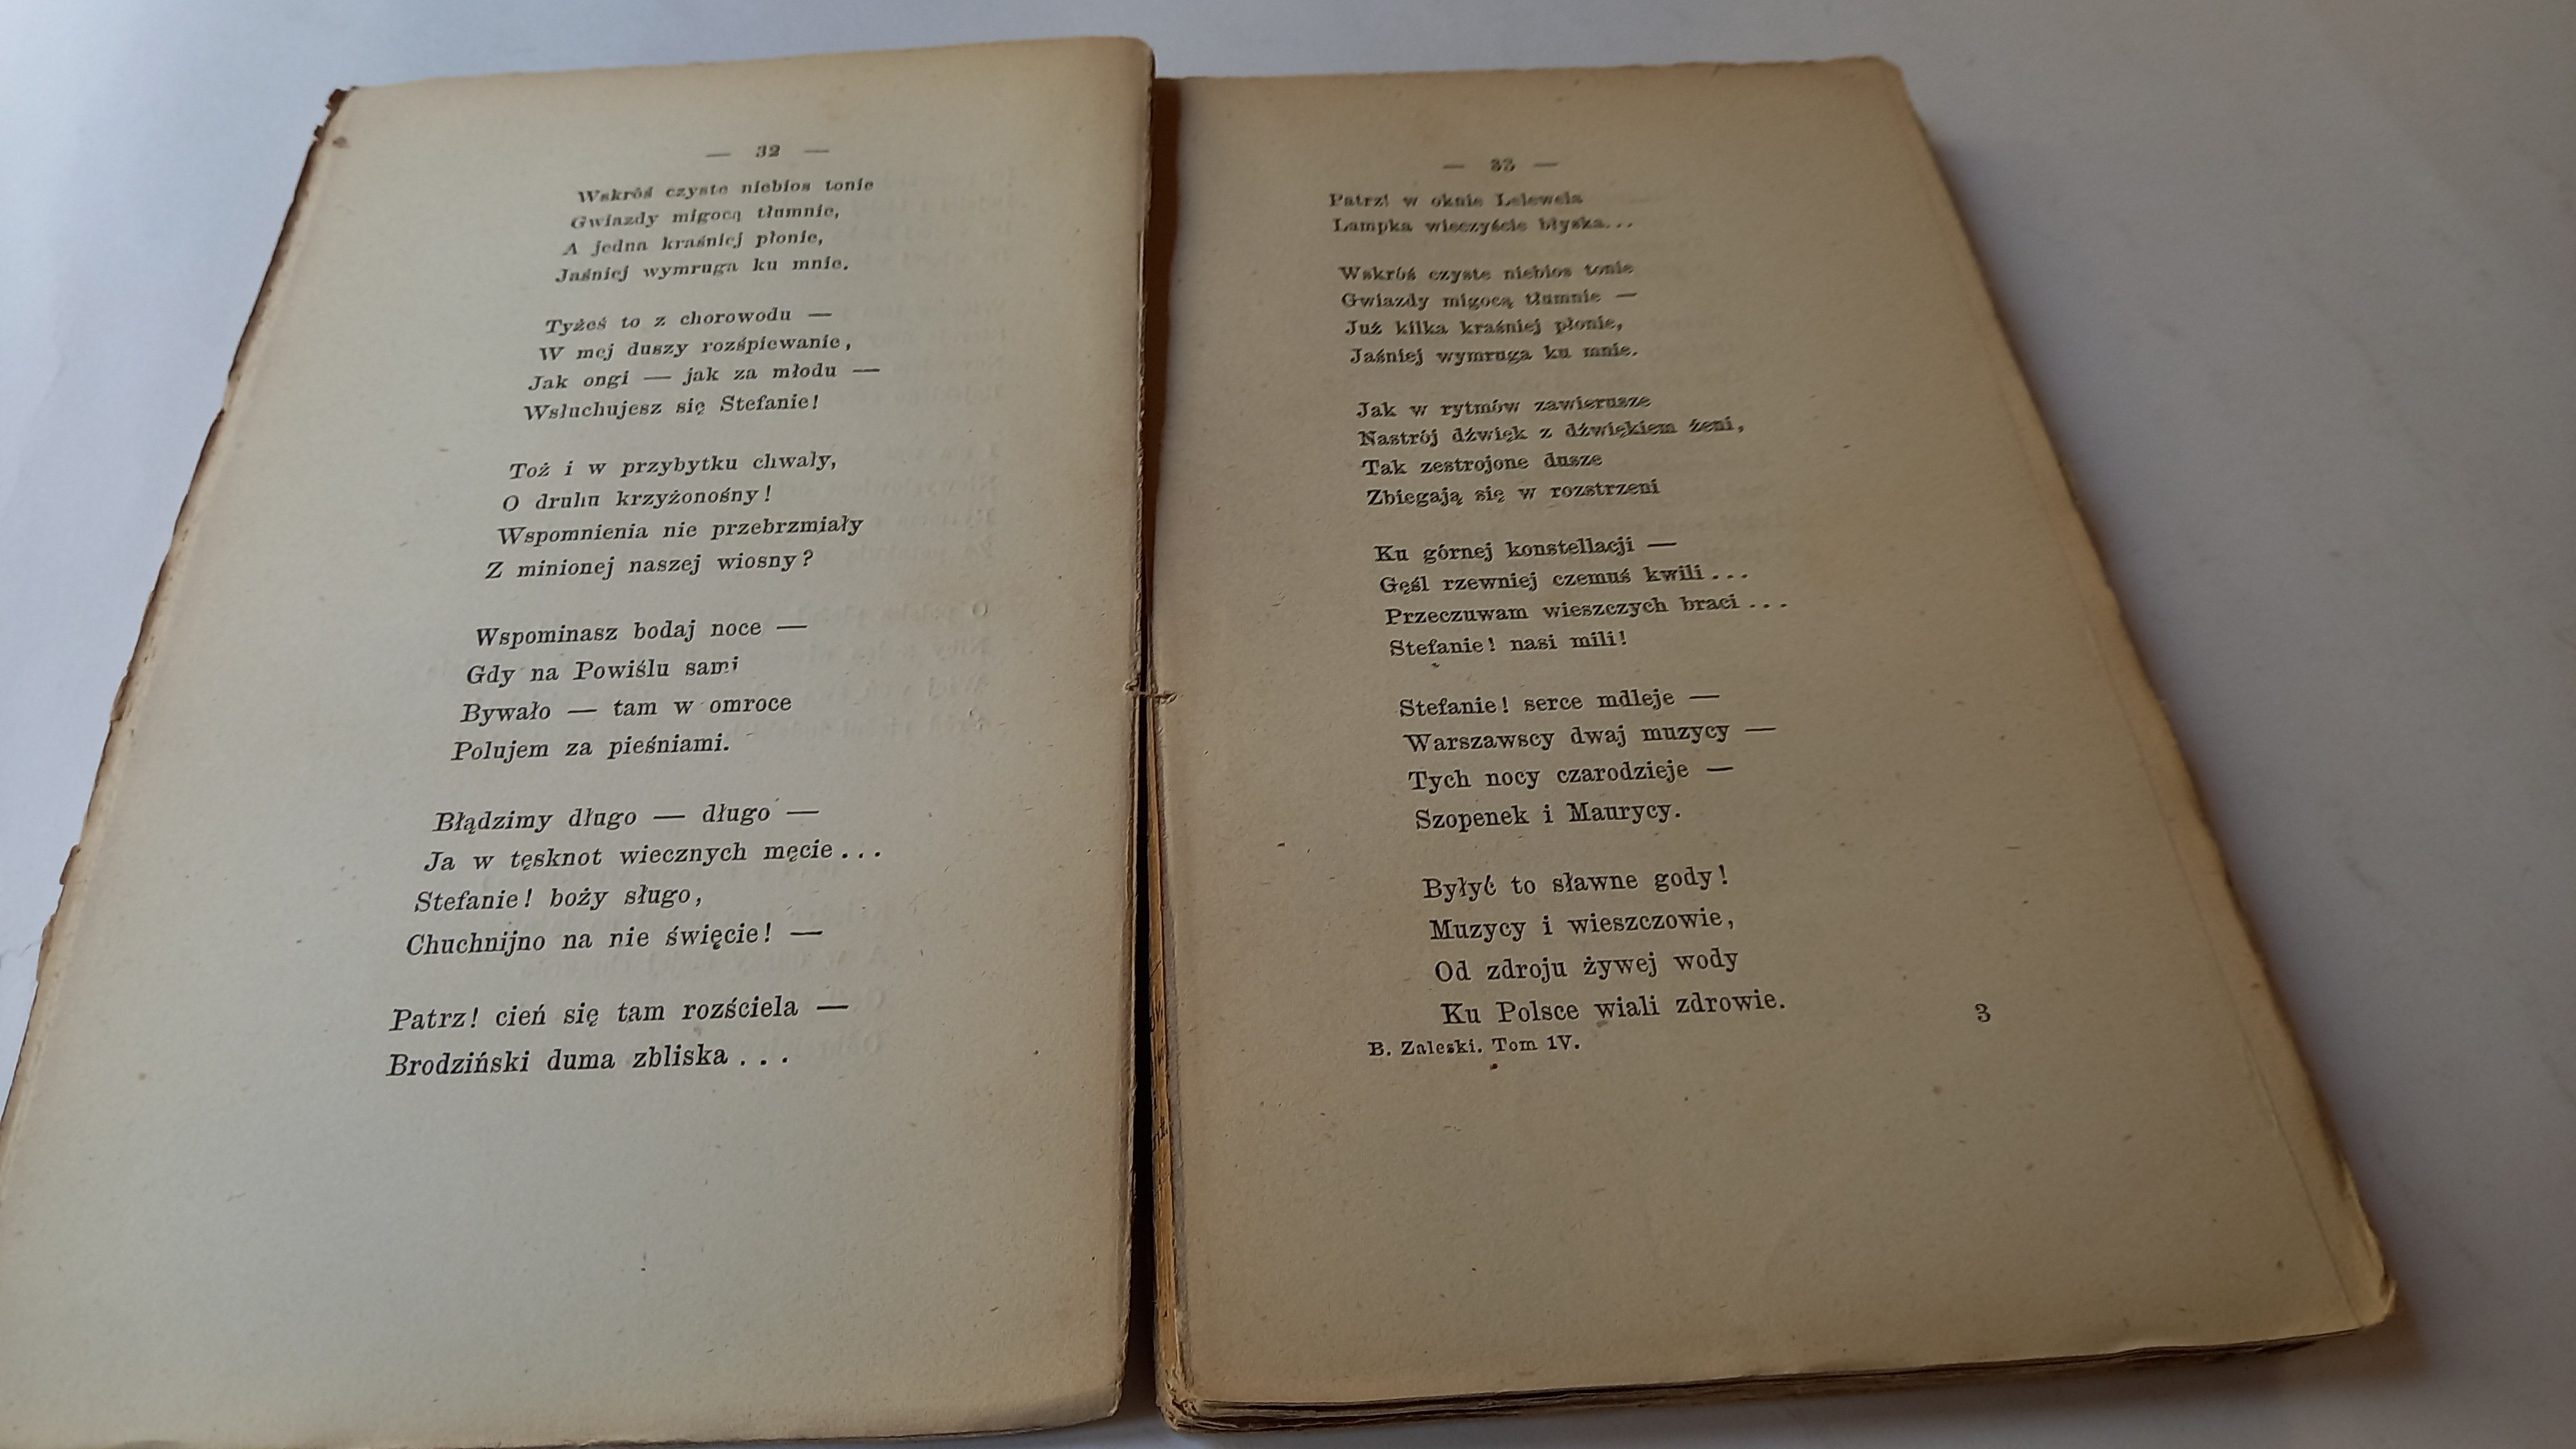 — 32 —
Wskróś czyste niebios tonie
Gwiazdy migocą tłumnie,
A jedna kraśniej płonie,
Jaśniej wymruga ku mnie.
Tyżeś to z chorowodu —
W mej duszy rozśpiewanie,
Jak ongi — jak za młodu —
Wsłuchujesz się Stefanie!
Toż i w przybytku chwały,
O druhu krzyżonośny!
Wspomnienia nie przebrzmiały
Z minionej naszej wiosny?
Wspominasz bodaj noce —
Gdy na Powiślu sami
Bywało — tam w omroce
Polujem za pieśniami.
Błądzimy długo — długo —
Ja w tęsknot wiecznych męcie...
Stefanie! boży sługo,
Chuchnijno na nie święcie! —
Patrz! cień się tam rozściela —
Brodziński duma zbliska...
— 33 —
Patrz! w oknie Lelewela
Lampka wieczyście błyska...
Wskróś czyste niebios tonie
Gwiazdy migocą tłumnie —
Już kilka kraśniej płonie,
Jaśniej wymruga ku mnie.
Jak w rytmów zawierusze
Nastrój dźwięk z dźwiękiem żeni,
Tak zestrojone dusze
Zbiegają się w rozstrzeni
Ku górnej konstellacji —
Gęśl rzewniej czemuś kwili...
Przeczuwam wieszczych braci...
Stefanie! nasi mili!
Stefanie! serce mdleje —
Warszawscy dwaj muzycy —
Tych nocy czarodzieje —
Szopenek i Maurycy.
Byłyć to sławne gody!
Muzycy i wieszczowie,
Od zdroju żywej wody
Ku Polsce wiali zdrowie.
B. Zaleski. Tom IV. 3